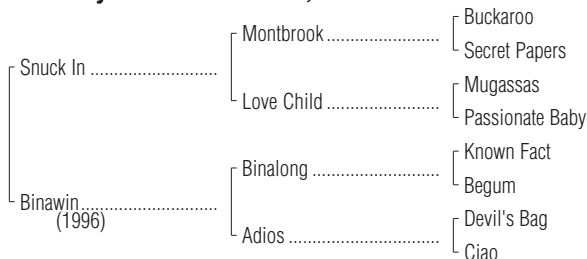 Buckaroo
Montbrook
Secret Papers
Snuck In
Mugassas
Love Child
Passionate Baby
Known Fact
Binalong
Begum
Binawin
(1996)
Devil's Bag
Adios
Ciao